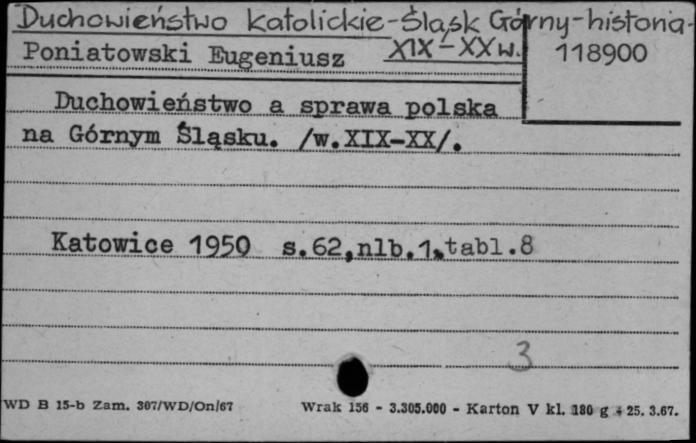 Duchowieństwo katolickie-Śląsk Górny-historia-
XIX-XX w.
Poniatowski Eugeniusz
118900
Duchowieństwo a sprawa polska
na Górnym Śląsku. /w.XIX-XX/.
Katowice 1950 s.62,nlb.1,tabl.8
3
WD B 15-b Zam. 307/WD/On/67 Wrak 156 - 3.305.000 - Karton V kl. 180 g - 25. 3.67.